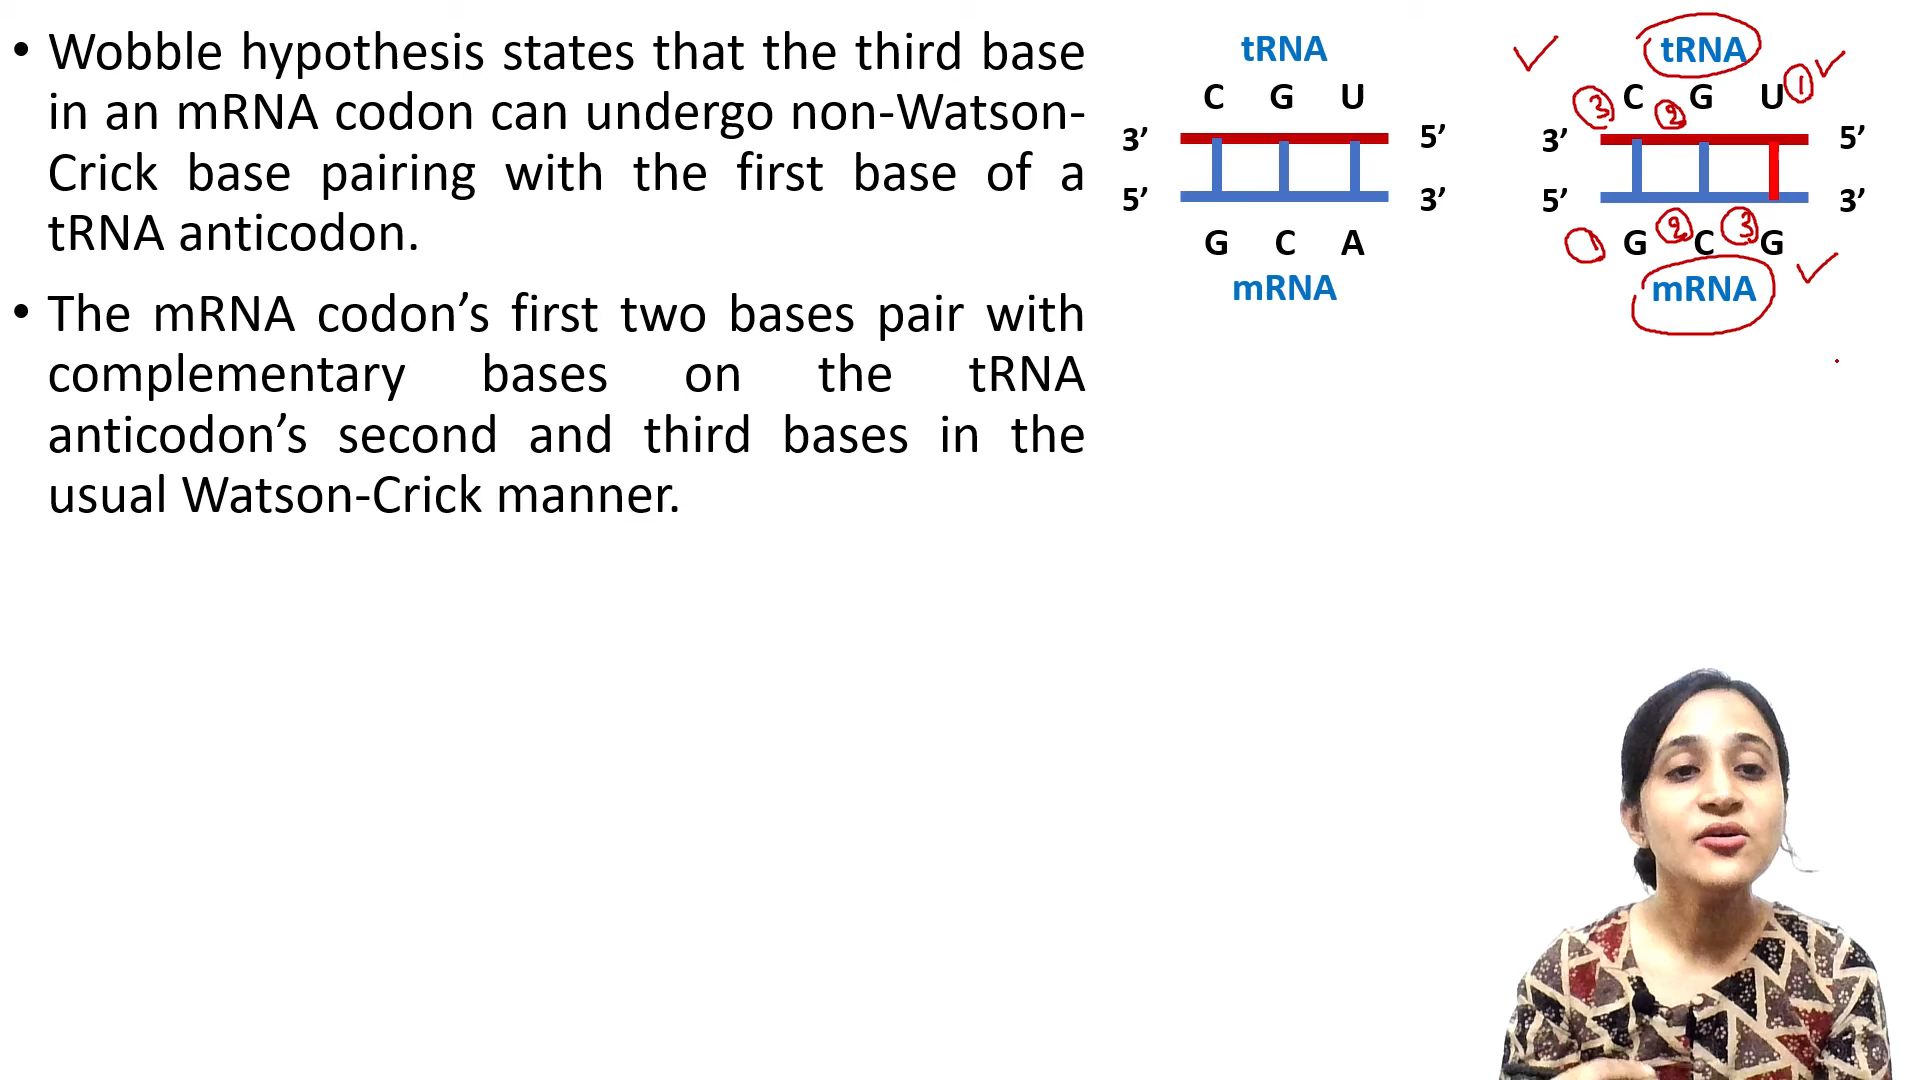 • Wobble hypothesis states that the third base
in an mRNA codon can undergo non-Watson-
Crick base pairing with the first base of a
tRNA anticodon.
• The mRNA codon’s first two bases pair with
complementary bases on the tRNA
anticodon’s second and third bases in the
usual Watson-Crick manner.
tRNA
C G U
3’ 5’
5’ 3’
G C A
mRNA
tRNA
3 C 2 G U 1
3’ 5’
5’ 3’
1 G 2 C 3 G
mRNA